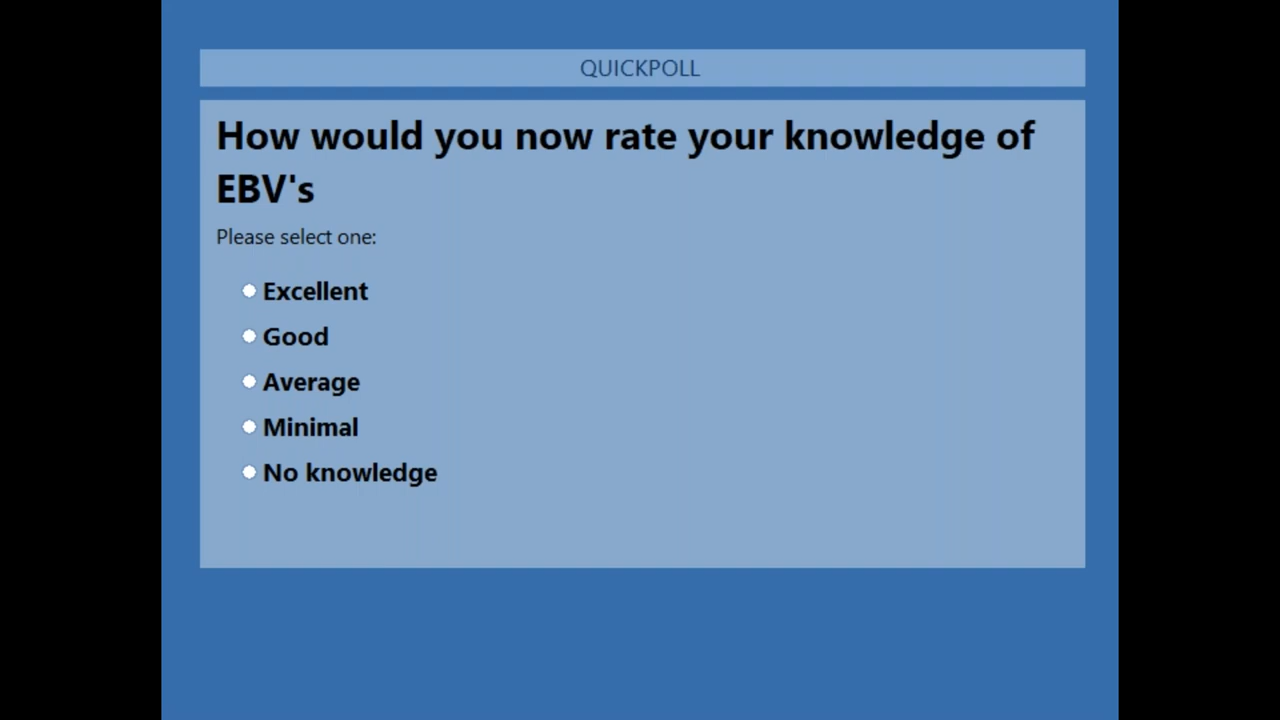 QUICKPOLL
How would you now rate your knowledge of
EBV's
Please select one:
Excellent
Good
Average
Minimal
No knowledge